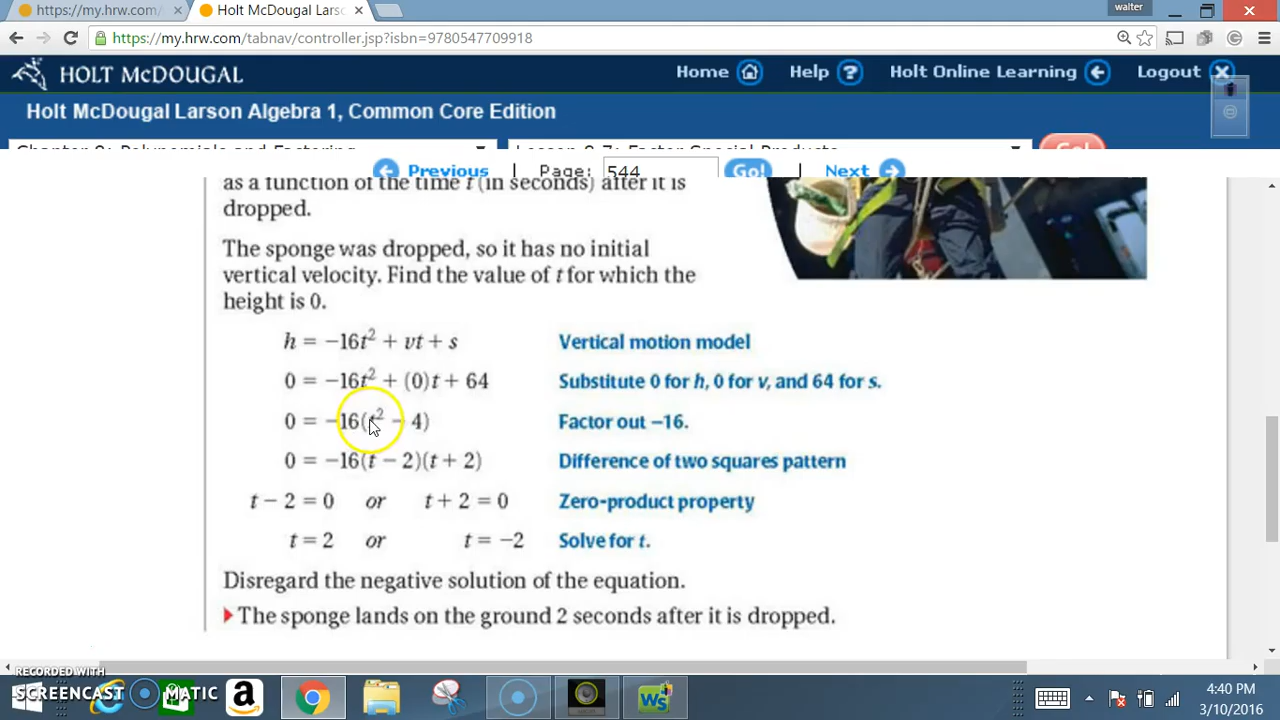 https://my.hrw.com/
Holt McDougal Lars
walter
https://my.hrw.com/tabnav/controller.jsp?isbn=9780547709918
HOLT McDOUGAL
Home
Help
Holt Online Learning
Logout
Holt McDougal Larson Algebra 1, Common Core Edition
Previous | Page: 544 Go! | Next
as a function of the time t (in seconds) after it is
dropped.
The sponge was dropped, so it has no initial
vertical velocity. Find the value of t for which the
height is 0.
h = −16t² + vt + s Vertical motion model
0 = −16t² + (0)t + 64 Substitute 0 for h, 0 for v, and 64 for s.
0 = −16(t² − 4) Factor out −16.
0 = −16(t − 2)(t + 2) Difference of two squares pattern
t − 2 = 0 or t + 2 = 0 Zero-product property
t = 2 or t = −2 Solve for t.
Disregard the negative solution of the equation.
The sponge lands on the ground 2 seconds after it is dropped.
RECORDED WITH
SCREENCAST MATIC
4:40 PM
3/10/2016